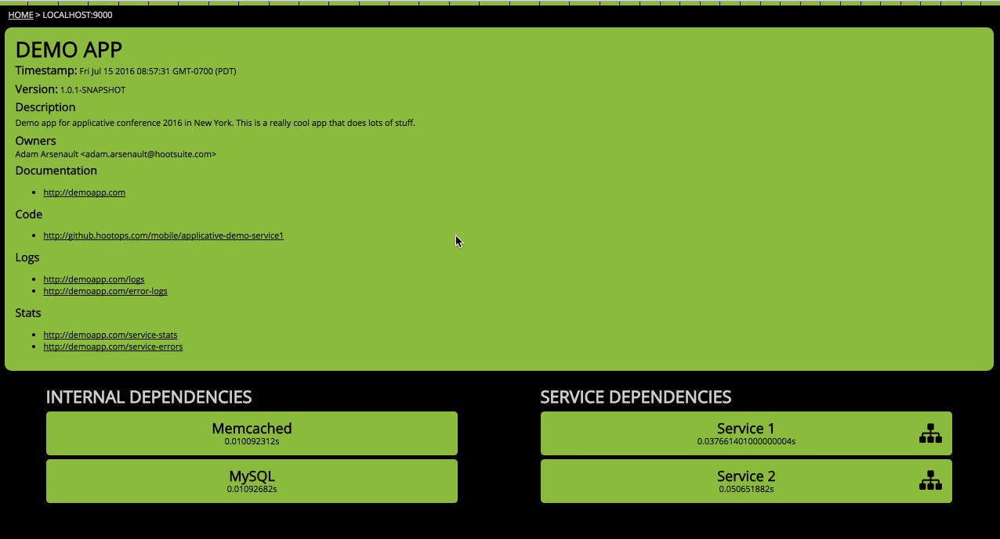 HOME > LOCALHOST:9000
DEMO APP
Timestamp: Fri Jul 15 2016 08:57:31 GMT-0700 (PDT)
Version: 1.0.1-SNAPSHOT
Description
Demo app for applicative conference 2016 in New York. This is a really cool app that does lots of stuff.
Owners
Adam Arsenault <adam.arsenault@hootsuite.com>
Documentation
http://demoapp.com
Code
http://github.hootops.com/mobile/applicative-demo-service1
Logs
http://demoapp.com/logs
http://demoapp.com/error-logs
Stats
http://demoapp.com/service-stats
http://demoapp.com/service-errors
INTERNAL DEPENDENCIES
Memcached
0.010092312s
MySQL
0.01092682s
SERVICE DEPENDENCIES
Service 1
0.037661401000000004s
Service 2
0.050651882s